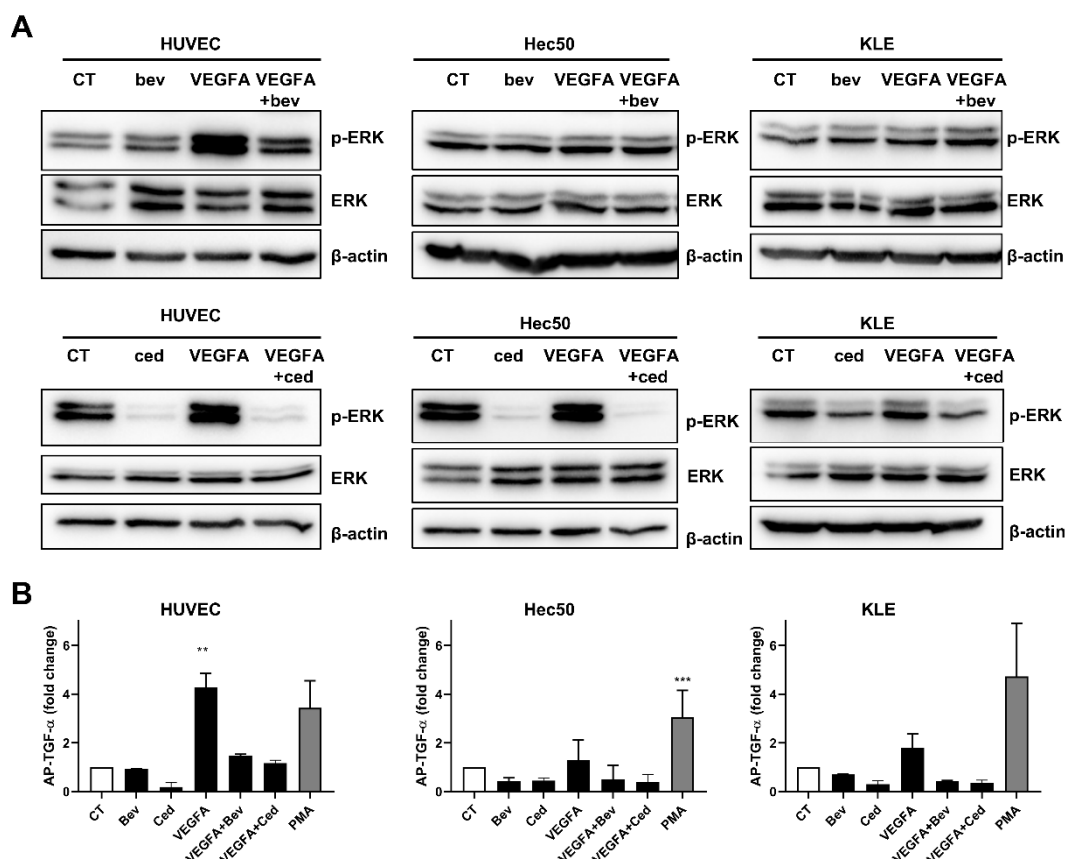 A
HUVEC
CT bev VEGFA VEGFA
+bev
p-ERK
ERK
β-actin
Hec50
CT bev VEGFA VEGFA
+bev
p-ERK
ERK
β-actin
KLE
CT bev VEGFA VEGFA
+bev
p-ERK
ERK
β-actin
HUVEC
CT ced VEGFA VEGFA
+ced
p-ERK
ERK
β-actin
Hec50
CT ced VEGFA VEGFA
+ced
p-ERK
ERK
β-actin
KLE
CT ced VEGFA VEGFA
+ced
p-ERK
ERK
β-actin
B
HUVEC
AP-TGF-α (fold change)
6
4
2
0
**
CT Bev Ced VEGFA VEGFA+Bev VEGFA+Ced PMA
Hec50
AP-TGF-α (fold change)
6
4
2
0
***
CT Bev Ced VEGFA VEGFA+Bev VEGFA+Ced PMA
KLE
AP-TGF-α (fold change)
6
4
2
0
CT Bev Ced VEGFA VEGFA+Bev VEGFA+Ced PMA